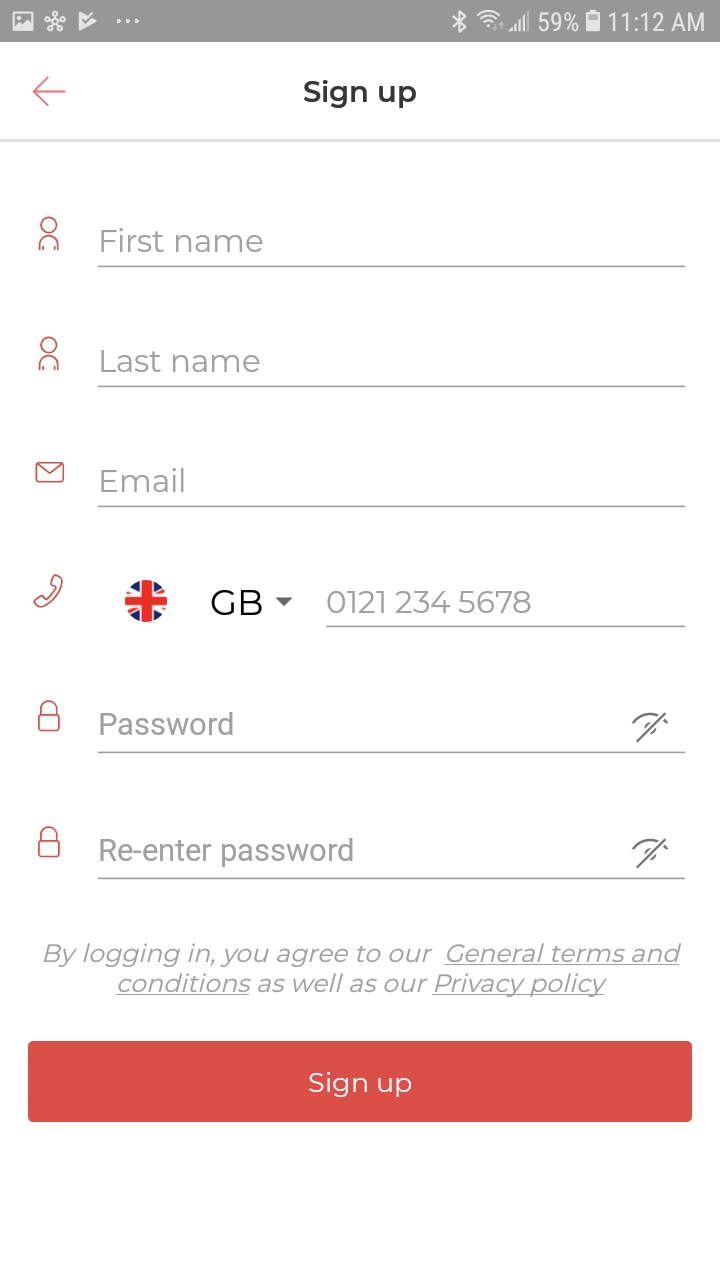 59% 11:12 AM
Sign up
First name
Last name
Email
GB 0121 234 5678
Password
Re-enter password
By logging in, you agree to our General terms and
conditions as well as our Privacy policy
Sign up